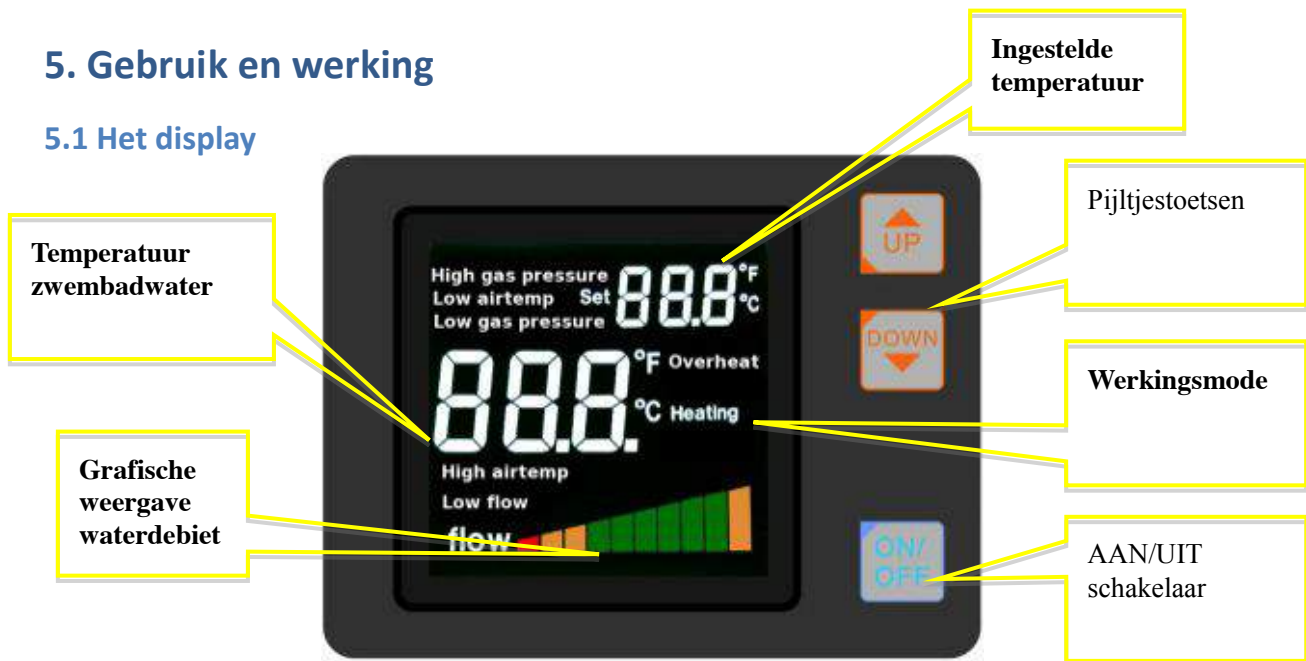 5. Gebruik en werking
5.1 Het display
Ingestelde
temperatuur
Pijltjestoetsen
Temperatuur
zwembadwater
Werkingsmode
Grafische
weergave
waterdebiet
AAN/UIT
schakelaar
High gas pressure
Low airtemp Set 88.8 °F
°C
Low gas pressure
88.8. °F Overheat
°C Heating
High airtemp
Low flow
flow
UP
DOWN
ON/
OFF